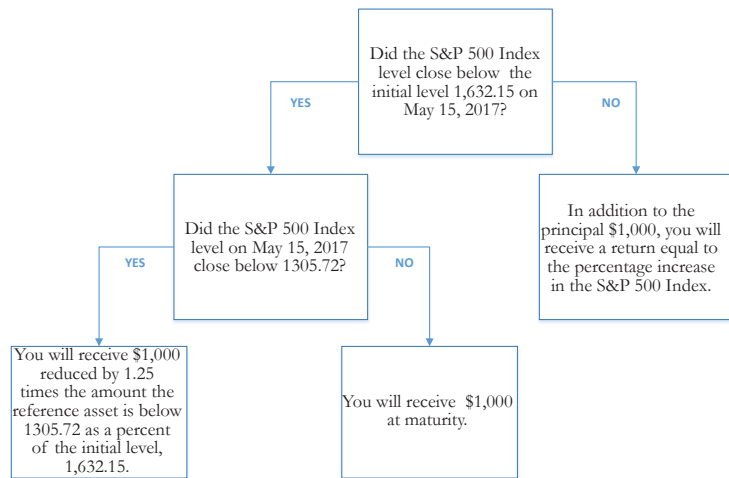 Did the S&P 500 Index
level close below the
initial level 1,632.15 on
May 15, 2017?
YES
NO
Did the S&P 500 Index
level on May 15, 2017
close below 1305.72?
In addition to the
principal $1,000, you will
receive a return equal to
the percentage increase
in the S&P 500 Index.
YES
NO
You will receive $1,000
reduced by 1.25
times the amount the
reference asset is below
1305.72 as a percent
of the initial level,
1,632.15.
You will receive $1,000
at maturity.